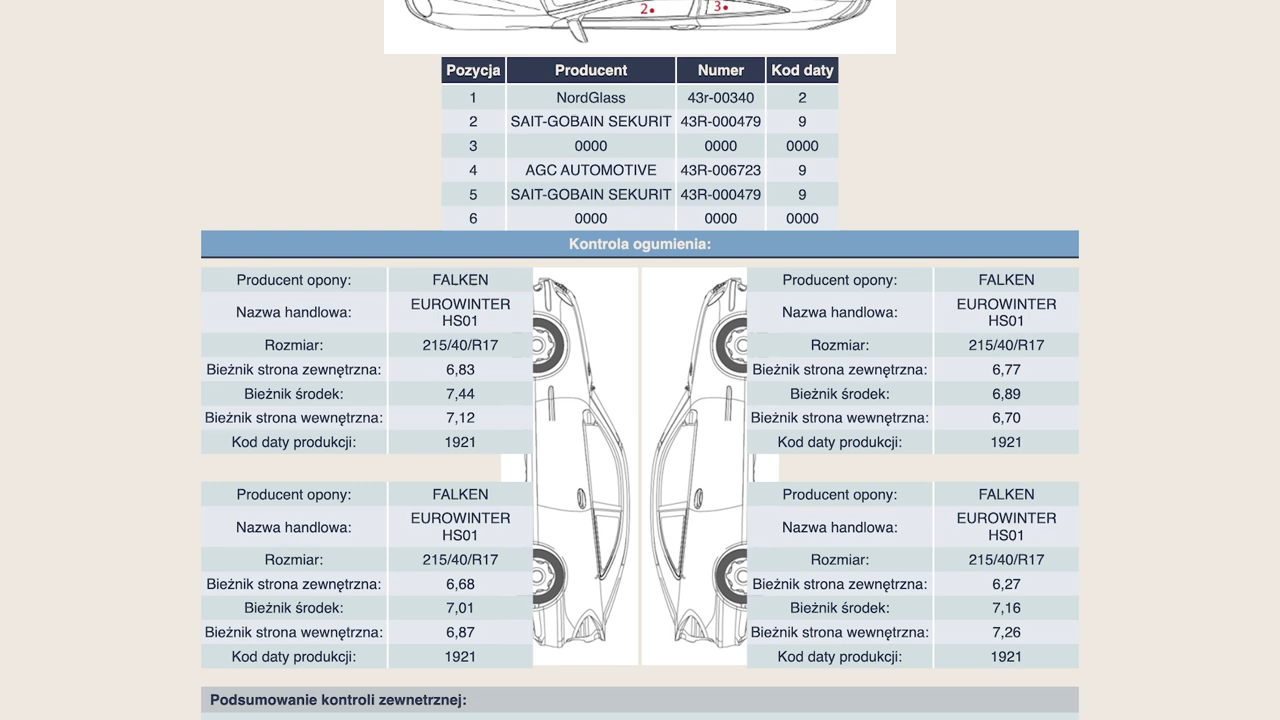 2 3
Pozycja Producent Numer Kod daty
1 NordGlass 43r-00340 2
2 SAIT-GOBAIN SEKURIT 43R-000479 9
3 0000 0000 0000
4 AGC AUTOMOTIVE 43R-006723 9
5 SAIT-GOBAIN SEKURIT 43R-000479 9
6 0000 0000 0000
Kontrola ogumienia:
Producent opony: FALKEN
Nazwa handlowa: EUROWINTER
HS01
Rozmiar: 215/40/R17
Bieżnik strona zewnętrzna: 6,83
Bieżnik środek: 7,44
Bieżnik strona wewnętrzna: 7,12
Kod daty produkcji: 1921
Producent opony: FALKEN
Nazwa handlowa: EUROWINTER
HS01
Rozmiar: 215/40/R17
Bieżnik strona zewnętrzna: 6,77
Bieżnik środek: 6,89
Bieżnik strona wewnętrzna: 6,70
Kod daty produkcji: 1921
Producent opony: FALKEN
Nazwa handlowa: EUROWINTER
HS01
Rozmiar: 215/40/R17
Bieżnik strona zewnętrzna: 6,68
Bieżnik środek: 7,01
Bieżnik strona wewnętrzna: 6,87
Kod daty produkcji: 1921
Producent opony: FALKEN
Nazwa handlowa: EUROWINTER
HS01
Rozmiar: 215/40/R17
Bieżnik strona zewnętrzna: 6,27
Bieżnik środek: 7,16
Bieżnik strona wewnętrzna: 7,26
Kod daty produkcji: 1921
Podsumowanie kontroli zewnetrznej: